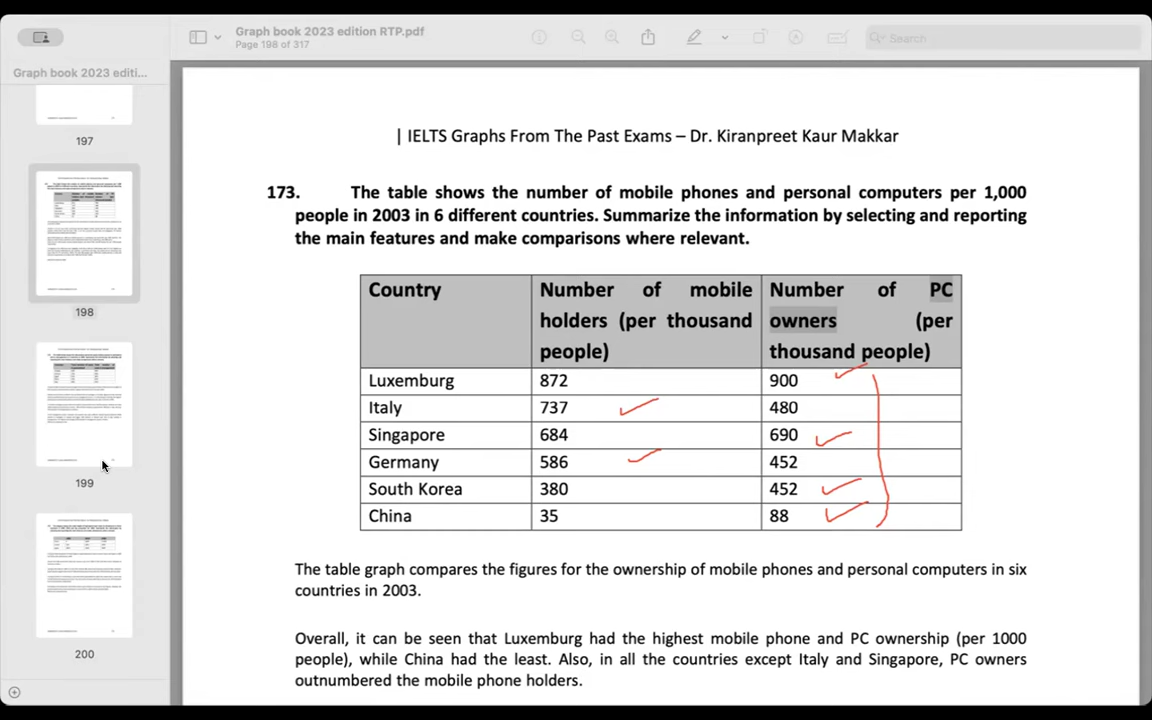 Graph book 2023 edition RTP.pdf
Page 198 of 317
Search
Graph book 2023 editi...
197
198
199
200
| IELTS Graphs From The Past Exams – Dr. Kiranpreet Kaur Makkar
173. The table shows the number of mobile phones and personal computers per 1,000
people in 2003 in 6 different countries. Summarize the information by selecting and reporting
the main features and make comparisons where relevant.
Country Number of mobile holders (per thousand people) Number of PC owners (per thousand people)
Luxemburg 872 900
Italy 737 480
Singapore 684 690
Germany 586 452
South Korea 380 452
China 35 88
The table graph compares the figures for the ownership of mobile phones and personal computers in six
countries in 2003.
Overall, it can be seen that Luxemburg had the highest mobile phone and PC ownership (per 1000
people), while China had the least. Also, in all the countries except Italy and Singapore, PC owners
outnumbered the mobile phone holders.